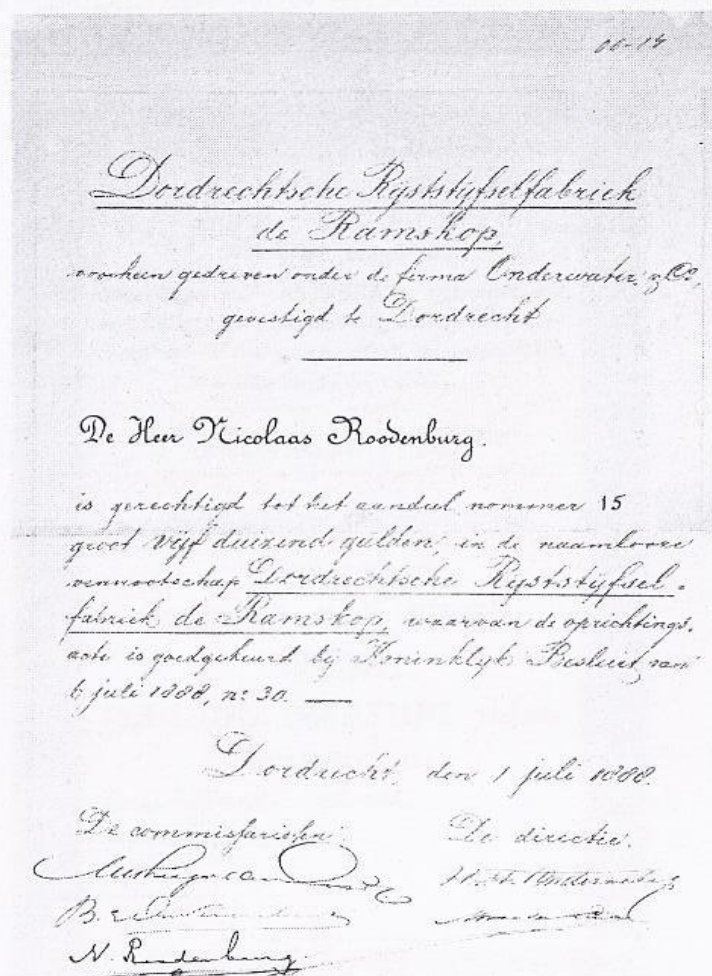 06-14
Dordrechtsche Rijststijfselfabriek
de Ramskop,
voorheen gedreven onder de firma Onderwater & Co,
gevestigd te Dordrecht
De Heer Nicolaas Roodenburg.
is gerechtigd tot het aandeel nommer 15
groot vijf duizend gulden, in de naamlooze
vennootschap Dordrechtsche Rijststijfsel-
fabriek de Ramskop, waarvan de oprichtings-
acte is goedgekeurd bij Koninklijk Besluit van
6 juli 1888, no 30.
Dordrecht, den 1 juli 1888.
De commissarissen De directie.
Onderwater
B.
N. Roodenburg.